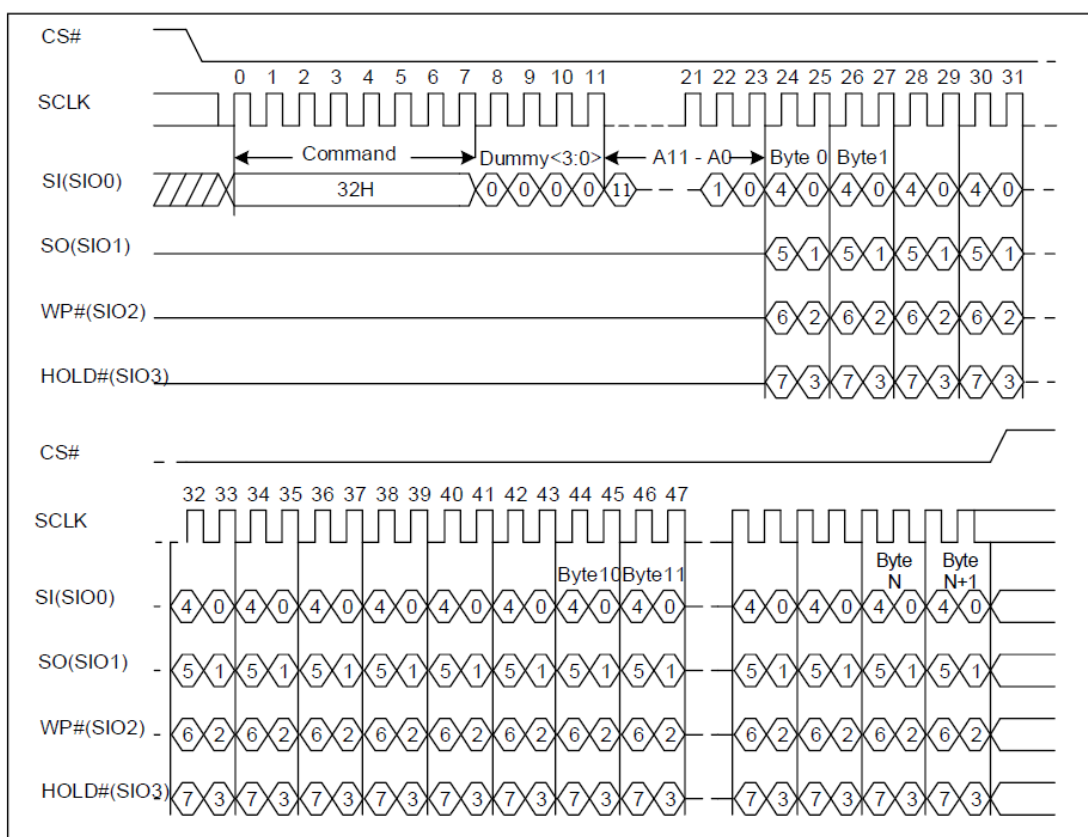 CS#
0 1 2 3 4 5 6 7 8 9 10 11 21 22 23 24 25 26 27 28 29 30 31
SCLK
Command Dummy<3:0> A11 - A0 Byte 0 Byte1
SI(SIO0) 32H 0 0 0 0 11 1 0 4 0 4 0 4 0 4 0
SO(SIO1) 5 1 5 1 5 1 5 1
WP#(SIO2) 6 2 6 2 6 2 6 2
HOLD#(SIO3) 7 3 7 3 7 3 7 3
CS#
32 33 34 35 36 37 38 39 40 41 42 43 44 45 46 47
SCLK
Byte10 Byte11 Byte N Byte N+1
SI(SIO0) 4 0 4 0 4 0 4 0 4 0 4 0 4 0 4 0 4 0 4 0 4 0 4 0
SO(SIO1) 5 1 5 1 5 1 5 1 5 1 5 1 5 1 5 1 5 1 5 1 5 1 5 1
WP#(SIO2) 6 2 6 2 6 2 6 2 6 2 6 2 6 2 6 2 6 2 6 2 6 2 6 2
HOLD#(SIO3) 7 3 7 3 7 3 7 3 7 3 7 3 7 3 7 3 7 3 7 3 7 3 7 3